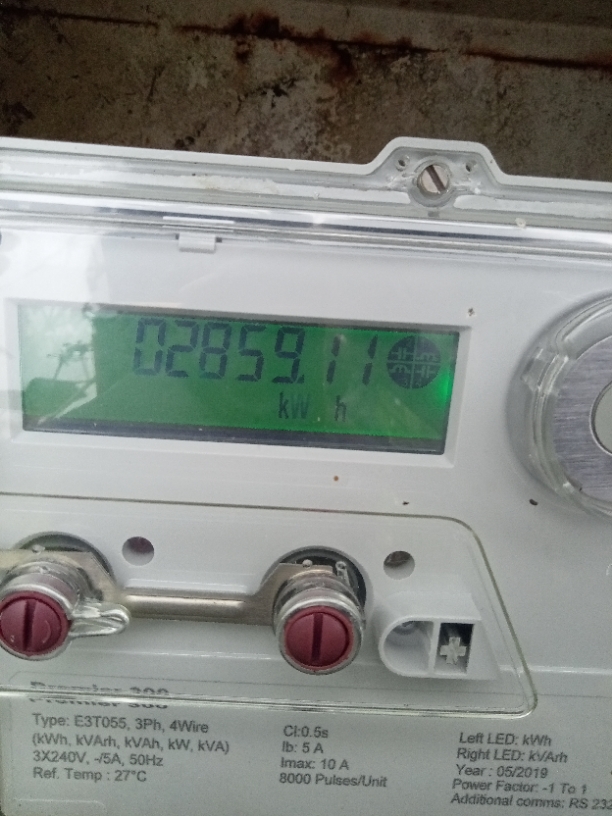 02859.11
kW h
Premier 300
Type: E3T055, 3Ph, 4Wire
(kWh, kVArh, kVAh, kW, kVA)
3X240V, -/5A, 50Hz
Ref. Temp : 27°C
Cl:0.5s
Ib: 5 A
Imax: 10 A
8000 Pulses/Unit
Left LED: kWh
Right LED: kVArh
Year : 05/2019
Power Factor: -1 To 1
Additional comms: RS 232